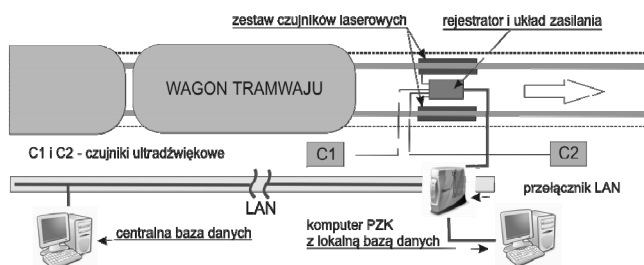 zestaw czujników laserowych
rejestrator i układ zasilania
WAGON TRAMWAJU
C1 i C2 - czujniki ultradźwiękowe
C1
C2
LAN
przełącznik LAN
centralna baza danych
komputer PZK
z lokalną bazą danych